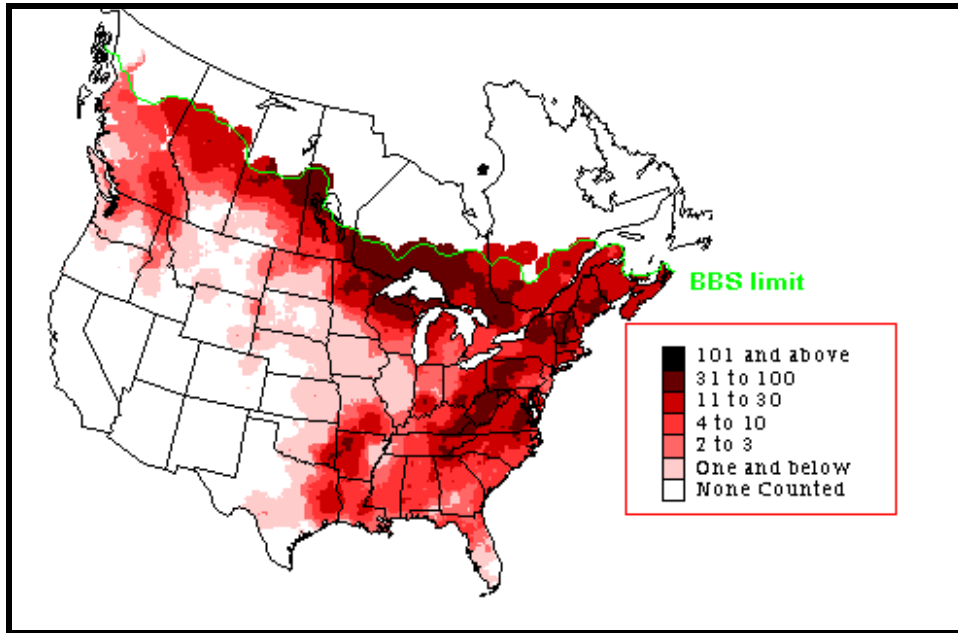 BBS limit
101 and above
31 to 100
11 to 30
4 to 10
2 to 3
One and below
None Counted